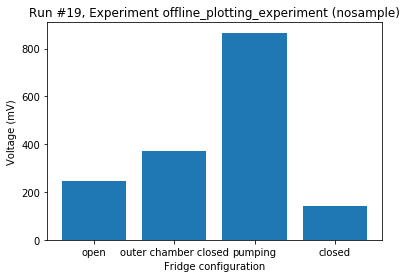 Run #19, Experiment offline_plotting_experiment (nosample)
800
600
400
200
0
Voltage (mV)
open outer chamber closed pumping closed
Fridge configuration